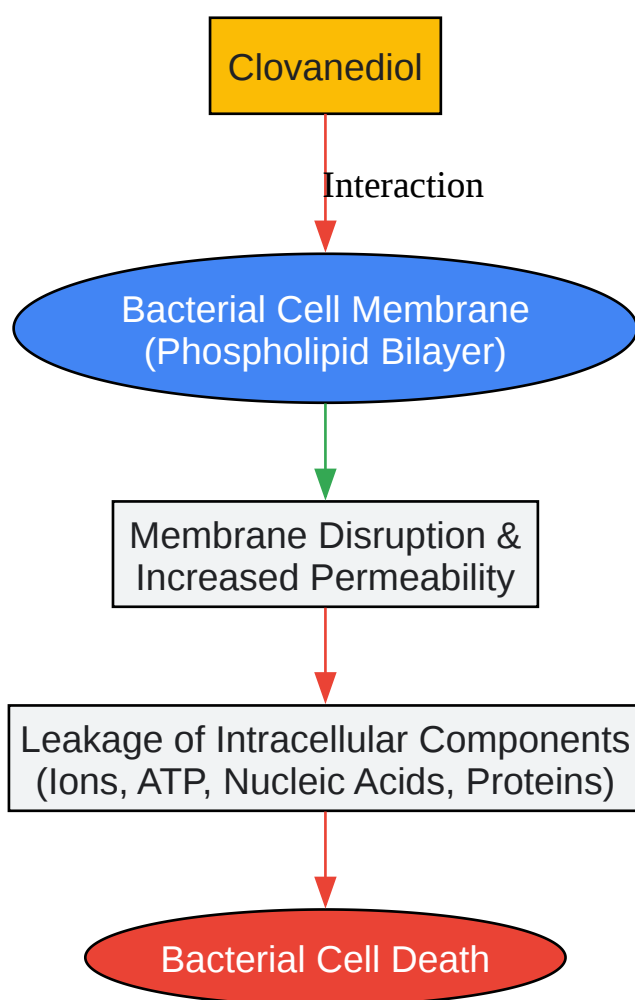 Clovanediol
Interaction
Bacterial Cell Membrane
(Phospholipid Bilayer)
Membrane Disruption &
Increased Permeability
Leakage of Intracellular Components
(Ions, ATP, Nucleic Acids, Proteins)
Bacterial Cell Death